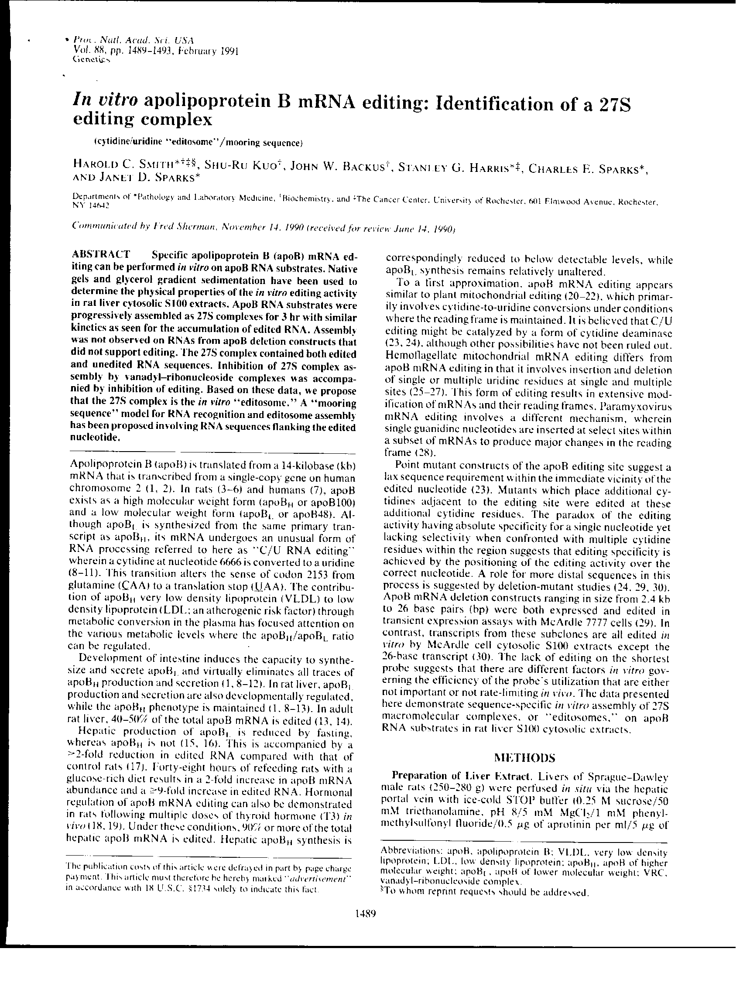 Proc. Natl. Acad. Sci. USA
Vol. 88, pp. 1489-1493, February 1991
Genetics
In vitro apolipoprotein B mRNA editing: Identification of a 27S
editing complex
(cytidine/uridine "editosome"/mooring sequence)
HAROLD C. SMITH*†‡§, SHU-RU KUO†, JOHN W. BACKUS†, STANLEY G. HARRIS*‡, CHARLES E. SPARKS*,
AND JANET D. SPARKS*
Departments of *Pathology and Laboratory Medicine, †Biochemistry, and ‡The Cancer Center, University of Rochester, 601 Elmwood Avenue, Rochester,
NY 14642
Communicated by Fred Sherman, November 14, 1990 (received for review June 14, 1990)
ABSTRACT Specific apolipoprotein B (apoB) mRNA ed-
iting can be performed in vitro on apoB RNA substrates. Native
gels and glycerol gradient sedimentation have been used to
determine the physical properties of the in vitro editing activity
in rat liver cytosolic S100 extracts. ApoB RNA substrates were
progressively assembled as 27S complexes for 3 hr with similar
kinetics as seen for the accumulation of edited RNA. Assembly
was not observed on RNAs from apoB deletion constructs that
did not support editing. The 27S complex contained both edited
and unedited RNA sequences. Inhibition of 27S complex as-
sembly by vanadyl-ribonucleoside complexes was accompa-
nied by inhibition of editing. Based on these data, we propose
that the 27S complex is the in vitro "editosome." A "mooring
sequence" model for RNA recognition and editosome assembly
has been proposed involving RNA sequences flanking the edited
nucleotide.
Apolipoprotein B (apoB) is translated from a 14-kilobase (kb)
mRNA that is transcribed from a single-copy gene on human
chromosome 2 (1, 2). In rats (3-6) and humans (7), apoB
exists as a high molecular weight form (apoBH or apoB100)
and a low molecular weight form (apoBL or apoB48). Al-
though apoBL is synthesized from the same primary tran-
script as apoBH, its mRNA undergoes an unusual form of
RNA processing referred to here as "C/U RNA editing"
wherein a cytidine at nucleotide 6666 is converted to a uridine
(8-11). This transition alters the sense of codon 2153 from
glutamine (CAA) to a translation stop (UAA). The contribu-
tion of apoBH very low density lipoprotein (VLDL) to low
density lipoprotein (LDL; an atherogenic risk factor) through
metabolic conversion in the plasma has focused attention on
the various metabolic levels where the apoBH/apoBL ratio
can be regulated.
Development of intestine induces the capacity to synthe-
size and secrete apoBL and virtually eliminates all traces of
apoBH production and secretion (1, 8-12). In rat liver, apoBL
production and secretion are also developmentally regulated,
while the apoBH phenotype is maintained (1, 8-13). In adult
rat liver, 40-50% of the total apoB mRNA is edited (13, 14).
Hepatic production of apoBL is reduced by fasting,
whereas apoBH is not (15, 16). This is accompanied by a
≥2-fold reduction in edited RNA compared with that of
control rats (17). Forty-eight hours of refeeding rats with a
glucose-rich diet results in a 2-fold increase in apoB mRNA
abundance and a ≥9-fold increase in edited RNA. Hormonal
regulation of apoB mRNA editing can also be demonstrated
in rats following multiple doses of thyroid hormone (T3) in
vivo (18, 19). Under these conditions, 90% or more of the total
hepatic apoB mRNA is edited. Hepatic apoBH synthesis is
The publication costs of this article were defrayed in part by page charge
payment. This article must therefore be hereby marked "advertisement"
in accordance with 18 U.S.C. §1734 solely to indicate this fact.
correspondingly reduced to below detectable levels, while
apoBL synthesis remains relatively unaltered.
To a first approximation, apoB mRNA editing appears
similar to plant mitochondrial editing (20-22), which primar-
ily involves cytidine-to-uridine conversions under conditions
where the reading frame is maintained. It is believed that C/U
editing might be catalyzed by a form of cytidine deaminase
(23, 24), although other possibilities have not been ruled out.
Hemoflagellate mitochondrial mRNA editing differs from
apoB mRNA editing in that it involves insertion and deletion
of single or multiple uridine residues at single and multiple
sites (25-27). This form of editing results in extensive mod-
ification of mRNAs and their reading frames. Paramyxovirus
mRNA editing involves a different mechanism, wherein
single guanidine nucleotides are inserted at select sites within
a subset of mRNAs to produce major changes in the reading
frame (28).
Point mutant constructs of the apoB editing site suggest a
lax sequence requirement within the immediate vicinity of the
edited nucleotide (23). Mutants which place additional cy-
tidines adjacent to the editing site were edited at these
additional cytidine residues. The paradox of the editing
activity having absolute specificity for a single nucleotide yet
lacking selectivity when confronted with multiple cytidine
residues within the region suggests that editing specificity is
achieved by the positioning of the editing activity over the
correct nucleotide. A role for more distal sequences in this
process is suggested by deletion-mutant studies (24, 29, 30).
ApoB mRNA deletion constructs ranging in size from 2.4 kb
to 26 base pairs (bp) were both expressed and edited in
transient expression assays with McArdle 7777 cells (29). In
contrast, transcripts from these subclones are all edited in
vitro by McArdle cell cytosolic S100 extracts except the
26-base transcript (30). The lack of editing on the shortest
probe suggests that there are different factors in vitro gov-
erning the efficiency of the probe's utilization that are either
not important or not rate-limiting in vivo. The data presented
here demonstrate sequence-specific in vitro assembly of 27S
macromolecular complexes, or "editosomes," on apoB
RNA substrates in rat liver S100 cytosolic extracts.
METHODS
Preparation of Liver Extract. Livers of Sprague-Dawley
male rats (250-280 g) were perfused in situ via the hepatic
portal vein with ice-cold STOP buffer (0.25 M sucrose/50
mM triethanolamine, pH 8/5 mM MgCl2/1 mM phenyl-
methylsulfonyl fluoride/0.5 µg of aprotinin per ml/5 µg of
Abbreviations: apoB, apolipoprotein B; VLDL, very low density
lipoprotein; LDL, low density lipoprotein; apoBH, apoB of higher
molecular weight; apoBL, apoB of lower molecular weight; VRC,
vanadyl-ribonucleoside complex.
§To whom reprint requests should be addressed.
1489